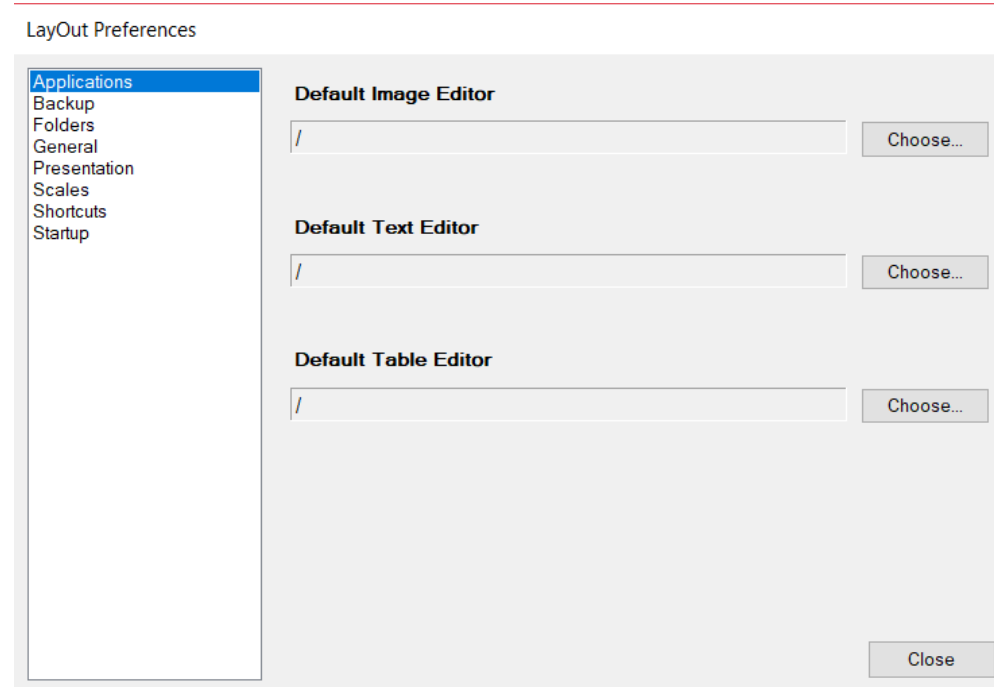 LayOut Preferences
Applications
Backup
Folders
General
Presentation
Scales
Shortcuts
Startup
Default Image Editor
/
Choose...
Default Text Editor
/
Choose...
Default Table Editor
/
Choose...
Close